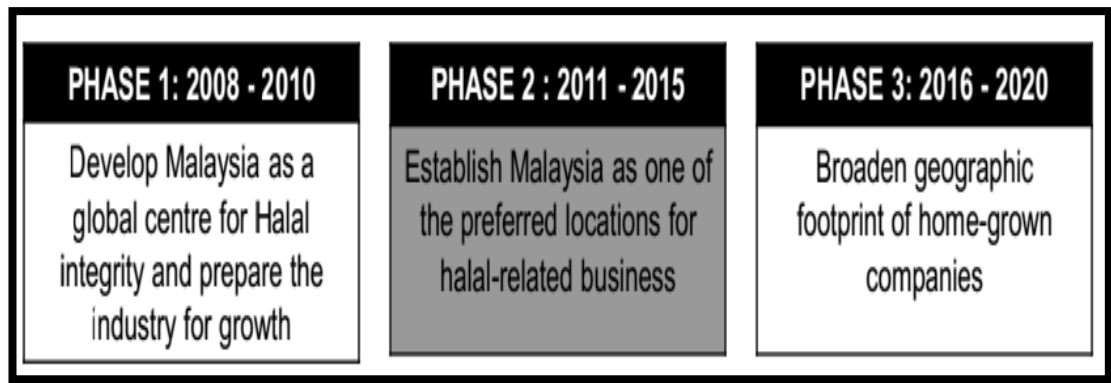 PHASE 1: 2008 - 2010
Develop Malaysia as a
global centre for Halal
integrity and prepare the
industry for growth
PHASE 2 : 2011 - 2015
Establish Malaysia as one of
the preferred locations for
halal-related business
PHASE 3: 2016 - 2020
Broaden geographic
footprint of home-grown
companies